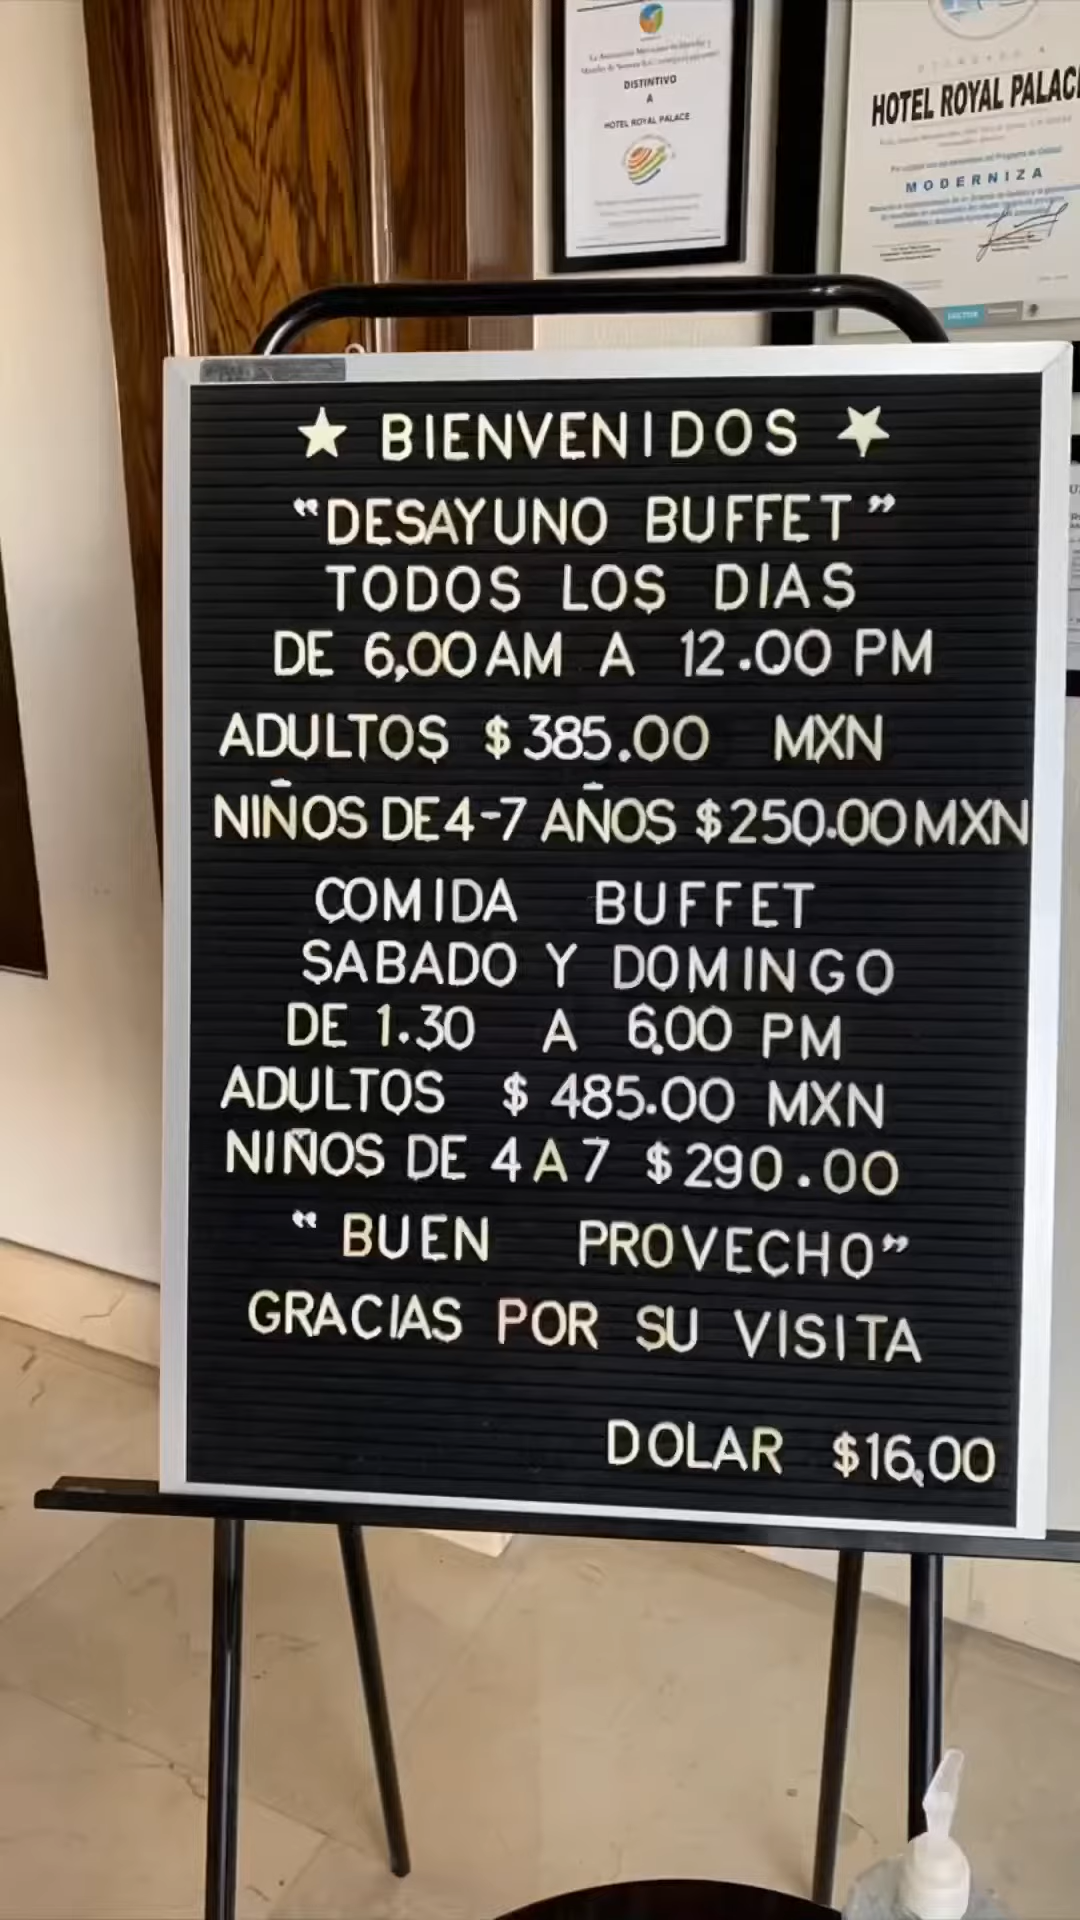 DISTINTIVO
A
HOTEL ROYAL PALACE
HOTEL ROYAL PALACE
MODERNIZA
★ BIENVENIDOS ★
“DESAYUNO BUFFET”
TODOS LOS DIAS
DE 6,00 AM A 12.00 PM
ADULTOS $385.00 MXN
NIÑOS DE 4-7 AÑOS $250.00 MXN
COMIDA BUFFET
SABADO Y DOMINGO
DE 1.30 A 6.00 PM
ADULTOS $485.00 MXN
NIÑOS DE 4 A 7 $290.00
“BUEN PROVECHO”
GRACIAS POR SU VISITA
DOLAR $16,00